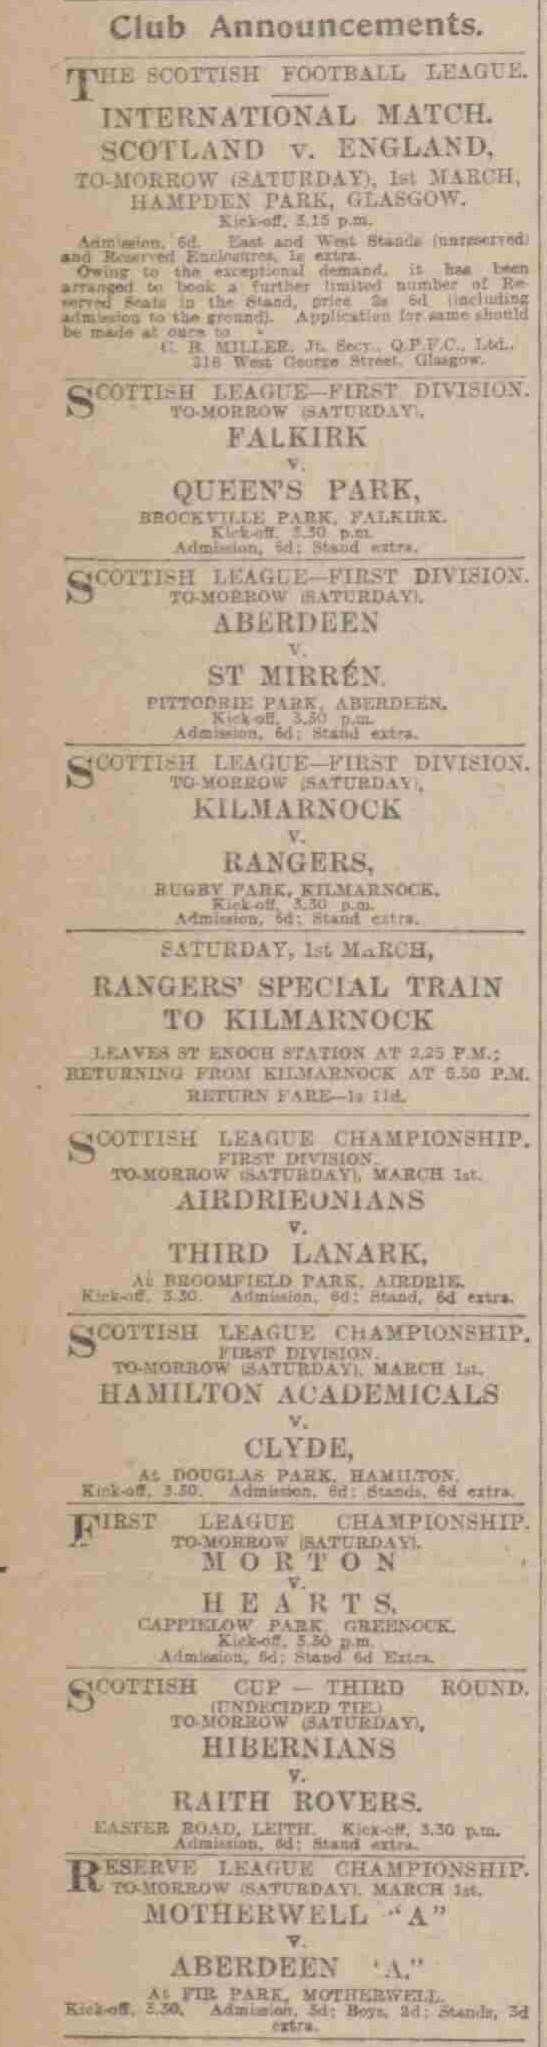 Club Announcements.
THE SCOTTISH FOOTBALL LEAGUE.
INTERNATIONAL MATCH.
SCOTLAND v. ENGLAND,
TO-MORROW (SATURDAY), 1st MARCH,
HAMPDEN PARK, GLASGOW.
Kick-off, 3.15 p.m.
Admission, 6d. East and West Stands (unreserved)
and Reserved Enclosures, 1s extra.
Owing to the exceptional demand, it has been
arranged to book a further limited number of Re-
served Seats in the Stand, price 2s 6d (including
admission to the ground). Application for same should
be made at once to
C. B. MILLER, Jt. Secy., Q.P.F.C., Ltd.,
216 West George Street, Glasgow.
SCOTTISH LEAGUE—FIRST DIVISION.
TO-MORROW (SATURDAY),
FALKIRK
v.
QUEEN'S PARK,
BROCKVILLE PARK, FALKIRK.
Kick-off, 3.30 p.m.
Admission, 6d; Stand extra.
SCOTTISH LEAGUE—FIRST DIVISION.
TO-MORROW (SATURDAY),
ABERDEEN
v.
ST MIRREN.
PITTODRIE PARK, ABERDEEN.
Kick-off, 3.30 p.m.
Admission, 6d; Stand extra.
SCOTTISH LEAGUE—FIRST DIVISION.
TO-MORROW (SATURDAY),
KILMARNOCK
v.
RANGERS,
RUGBY PARK, KILMARNOCK.
Kick-off, 3.30 p.m.
Admission, 6d; Stand extra.
SATURDAY, 1st MaRCH,
RANGERS' SPECIAL TRAIN
TO KILMARNOCK
LEAVES ST ENOCH STATION AT 2.25 P.M.;
RETURNING FROM KILMARNOCK AT 5.50 P.M.
RETURN FARE—1s 11d.
SCOTTISH LEAGUE CHAMPIONSHIP.
FIRST DIVISION.
TO-MORROW (SATURDAY), MARCH 1st.
AIRDRIEONIANS
v.
THIRD LANARK,
At BROOMFIELD PARK, AIRDRIE.
Kick-off, 3.30. Admission, 6d; Stand, 6d extra.
SCOTTISH LEAGUE CHAMPIONSHIP.
FIRST DIVISION.
TO-MORROW (SATURDAY), MARCH 1st.
HAMILTON ACADEMICALS
v.
CLYDE,
At DOUGLAS PARK, HAMILTON.
Kick-off, 3.30. Admission, 6d; Stands, 6d extra.
FIRST LEAGUE CHAMPIONSHIP.
TO-MORROW (SATURDAY).
MORTON
v.
HEARTS,
CAPPIELOW PARK, GREENOCK.
Kick-off, 3.30 p.m.
Admission, 6d; Stand 6d Extra.
SCOTTISH CUP — THIRD ROUND.
(UNDECIDED TIE.)
TO-MORROW (SATURDAY),
HIBERNIANS
v.
RAITH ROVERS.
EASTER ROAD, LEITH. Kick-off, 3.30 p.m.
Admission, 6d; Stand extra.
RESERVE LEAGUE CHAMPIONSHIP.
TO-MORROW (SATURDAY), MARCH 1st.
MOTHERWELL "A"
v.
ABERDEEN 'A."
At FIR PARK, MOTHERWELL.
Kick-off, 3.30. Admission, 3d; Boys, 2d; Stands, 3d
extra.